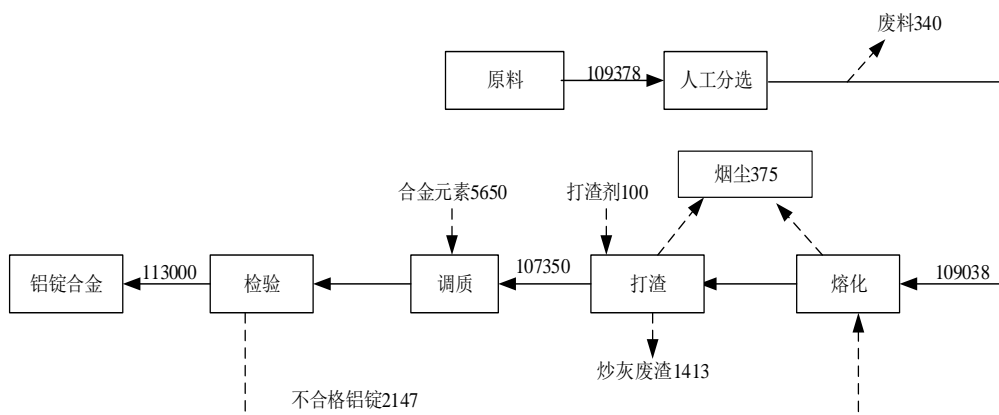 废料340
原料
109378
人工分选
烟尘375
合金元素5650
打渣剂100
铝锭合金
113000
检验
调质
107350
打渣
熔化
109038
炒灰废渣1413
不合格铝锭2147